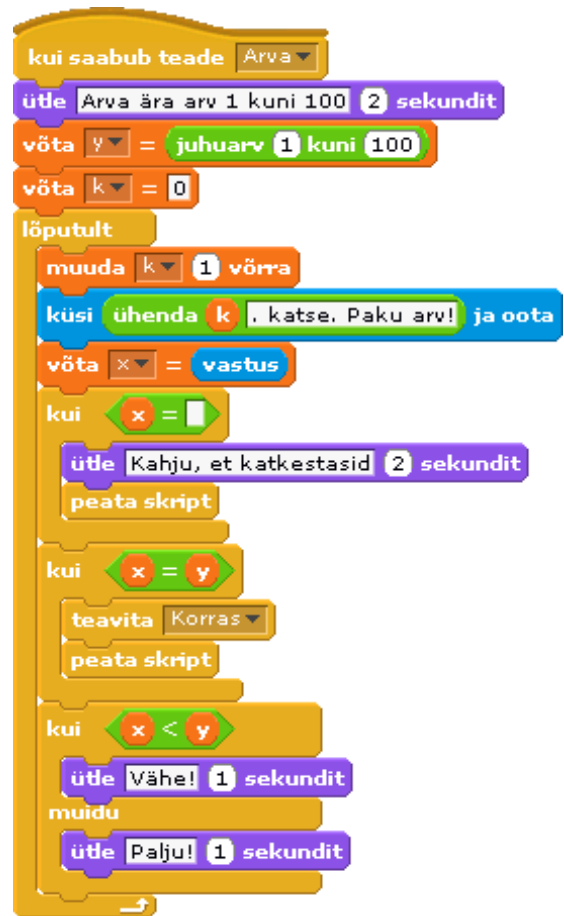 kui saabub teade Arva
ütle Arva ära arv 1 kuni 100 2 sekundit
võta y = juhuarv 1 kuni 100
võta k = 0
lõputult
muuda k 1 võrra
küsi ühenda k . katse. Paku arv! ja oota
võta x = vastus
kui x =
ütle Kahju, et katkestasid 2 sekundit
peata skript
kui x = y
teavita Korras
peata skript
kui x < y
ütle Vähe! 1 sekundit
muidu
ütle Palju! 1 sekundit